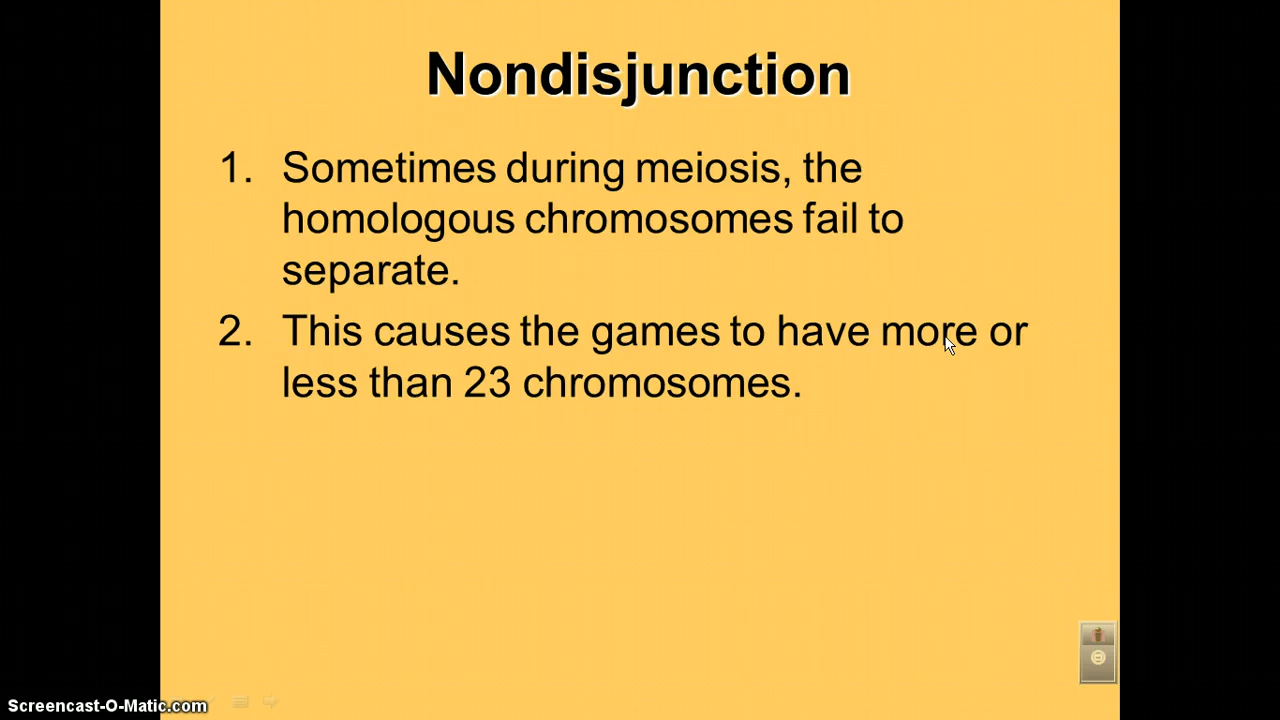 Nondisjunction
1. Sometimes during meiosis, the
homologous chromosomes fail to
separate.
2. This causes the games to have more or
less than 23 chromosomes.
Screencast-O-Matic.com